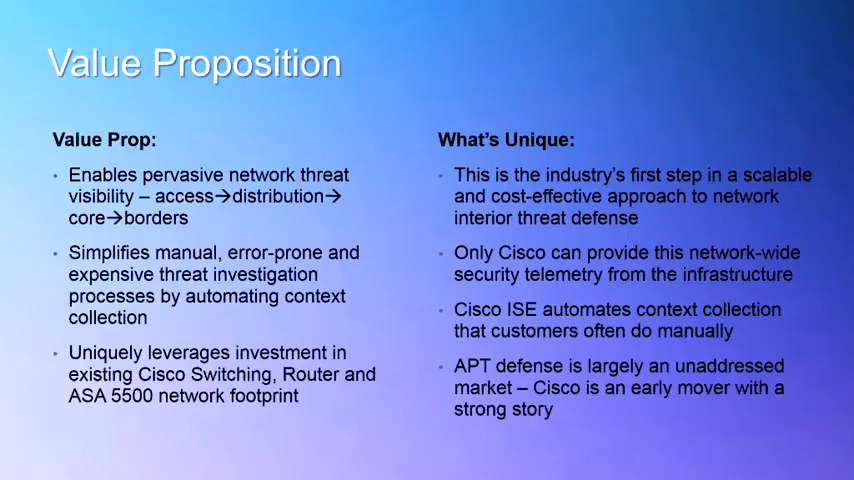 Value Proposition
Value Prop:
• Enables pervasive network threat
visibility – access→distribution→
core→borders
• Simplifies manual, error-prone and
expensive threat investigation
processes by automating context
collection
• Uniquely leverages investment in
existing Cisco Switching, Router and
ASA 5500 network footprint
What’s Unique:
• This is the industry’s first step in a scalable
and cost-effective approach to network
interior threat defense
• Only Cisco can provide this network-wide
security telemetry from the infrastructure
• Cisco ISE automates context collection
that customers often do manually
• APT defense is largely an unaddressed
market – Cisco is an early mover with a
strong story